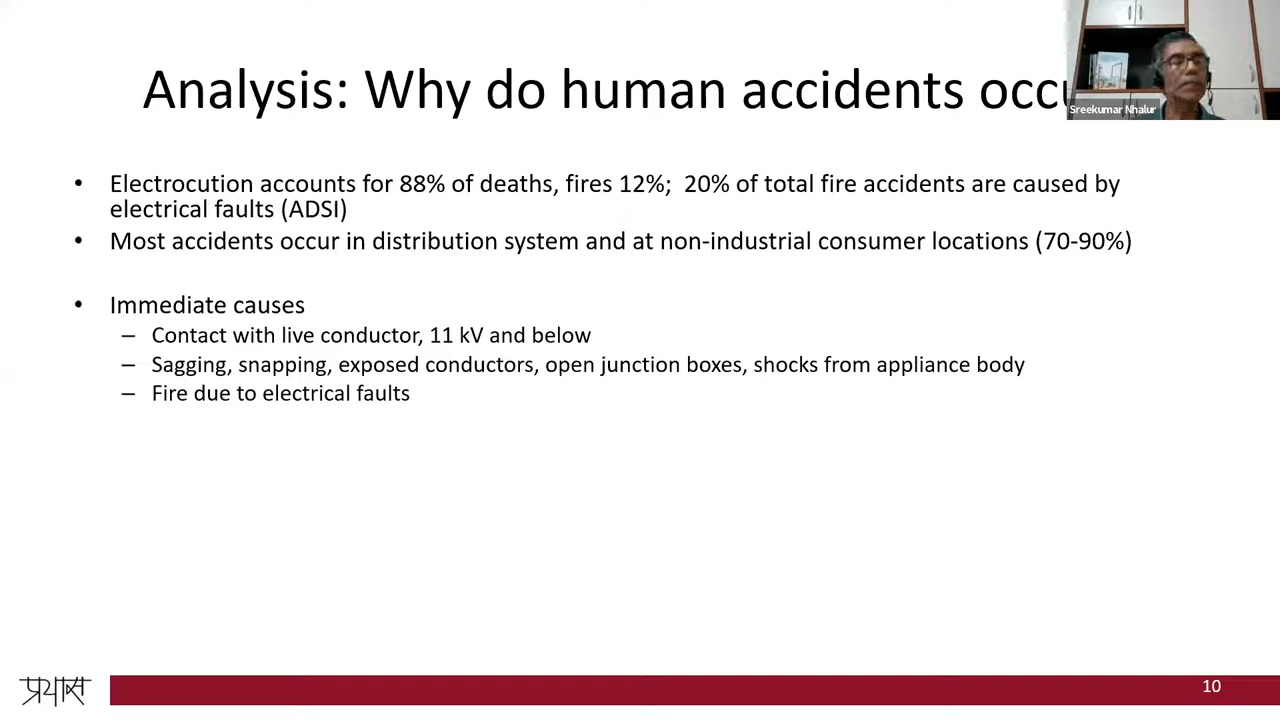 Analysis: Why do human accidents occu
Sreekumar Nhalur
• Electrocution accounts for 88% of deaths, fires 12%; 20% of total fire accidents are caused by
electrical faults (ADSI)
• Most accidents occur in distribution system and at non-industrial consumer locations (70-90%)
• Immediate causes
– Contact with live conductor, 11 kV and below
– Sagging, snapping, exposed conductors, open junction boxes, shocks from appliance body
– Fire due to electrical faults
प्रयास
10